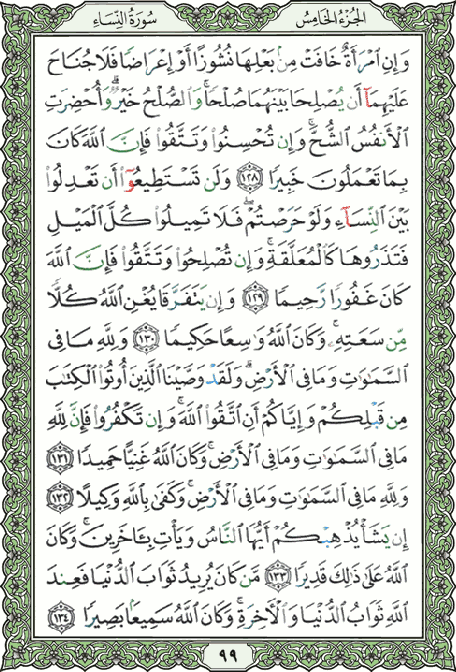 الجُزْءُ الخَامِسُ سُورَةُ النِّسَاءِ
وَإِنِ ٱمْرَأَةٌ خَافَتْ مِنۢ بَعْلِهَا نُشُوزًا أَوْ إِعْرَاضًا فَلَا جُنَاحَ
عَلَيْهِمَآ أَن يُصْلِحَا بَيْنَهُمَا صُلْحًا ۚ وَٱلصُّلْحُ خَيْرٌ ۗ وَأُحْضِرَتِ
ٱلْأَنفُسُ ٱلشُّحَّ ۚ وَإِن تُحْسِنُوا۟ وَتَتَّقُوا۟ فَإِنَّ ٱللَّهَ كَانَ
بِمَا تَعْمَلُونَ خَبِيرًا ١٢٨ وَلَن تَسْتَطِيعُوٓا۟ أَن تَعْدِلُوا۟
بَيْنَ ٱلنِّسَآءِ وَلَوْ حَرَصْتُمْ ۖ فَلَا تَمِيلُوا۟ كُلَّ ٱلْمَيْلِ
فَتَذَرُوهَا كَٱلْمُعَلَّقَةِ ۚ وَإِن تُصْلِحُوا۟ وَتَتَّقُوا۟ فَإِنَّ ٱللَّهَ
كَانَ غَفُورًا رَّحِيمًا ١٢٩ وَإِن يَتَفَرَّقَا يُغْنِ ٱللَّهُ كُلًّا
مِّن سَعَتِهِۦ ۚ وَكَانَ ٱللَّهُ وَٰسِعًا حَكِيمًا ١٣٠ وَلِلَّهِ مَا فِى
ٱلسَّمَٰوَٰتِ وَمَا فِى ٱلْأَرْضِ ۗ وَلَقَدْ وَصَّيْنَا ٱلَّذِينَ أُوتُوا۟ ٱلْكِتَٰبَ
مِن قَبْلِكُمْ وَإِيَّاكُمْ أَنِ ٱتَّقُوا۟ ٱللَّهَ ۚ وَإِن تَكْفُرُوا۟ فَإِنَّ لِلَّهِ
مَا فِى ٱلسَّمَٰوَٰتِ وَمَا فِى ٱلْأَرْضِ ۚ وَكَانَ ٱللَّهُ غَنِيًّا حَمِيدًا ١٣١
وَلِلَّهِ مَا فِى ٱلسَّمَٰوَٰتِ وَمَا فِى ٱلْأَرْضِ ۚ وَكَفَىٰ بِٱللَّهِ وَكِيلًا ١٣٢
إِن يَشَأْ يُذْهِبْكُمْ أَيُّهَا ٱلنَّاسُ وَيَأْتِ بِـَٔاخَرِينَ ۚ وَكَانَ
ٱللَّهُ عَلَىٰ ذَٰلِكَ قَدِيرًا ١٣٣ مَّن كَانَ يُرِيدُ ثَوَابَ ٱلدُّنْيَا فَعِندَ
ٱللَّهِ ثَوَابُ ٱلدُّنْيَا وَٱلْءَاخِرَةِ ۚ وَكَانَ ٱللَّهُ سَمِيعًۢا بَصِيرًا ١٣٤
٩٩